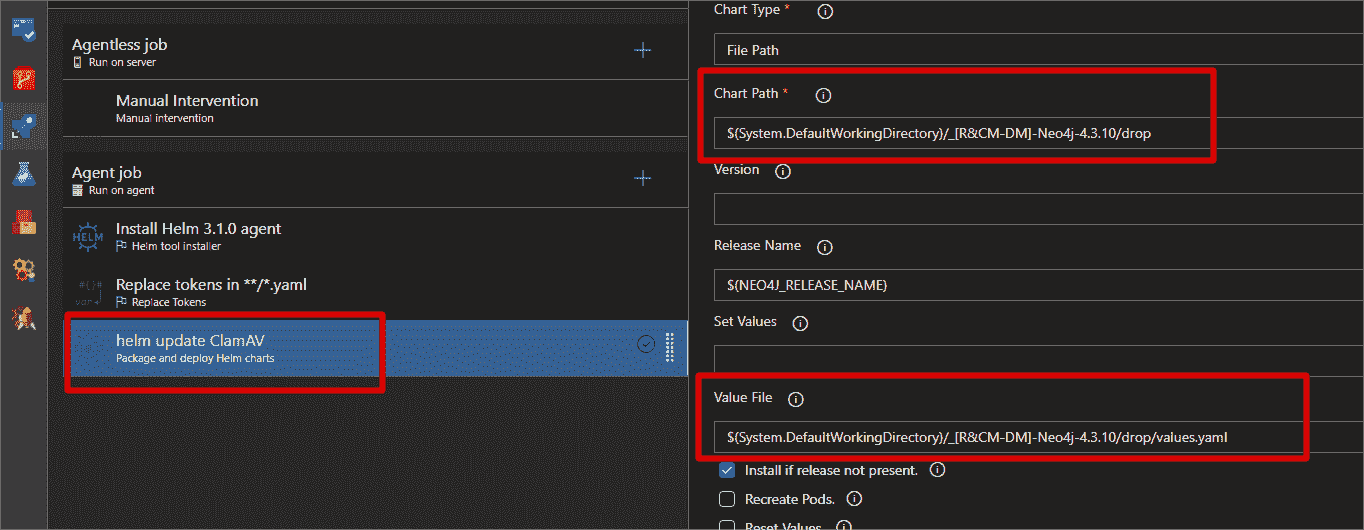 Agentless job
Run on server
Manual Intervention
Manual intervention
Agent job
Run on agent
HELM
Install Helm 3.1.0 agent
Helm tool installer
#{}#
var
Replace tokens in **/*.yaml
Replace Tokens
helm update ClamAV
Package and deploy Helm charts
Chart Type *
File Path
Chart Path *
${System.DefaultWorkingDirectory}/_[R&CM-DM]-Neo4j-4.3.10/drop
Version
Release Name
${NEO4J_RELEASE_NAME}
Set Values
Value File
${System.DefaultWorkingDirectory}/_[R&CM-DM]-Neo4j-4.3.10/drop/values.yaml
Install if release not present.
Recreate Pods.
Reset Values.